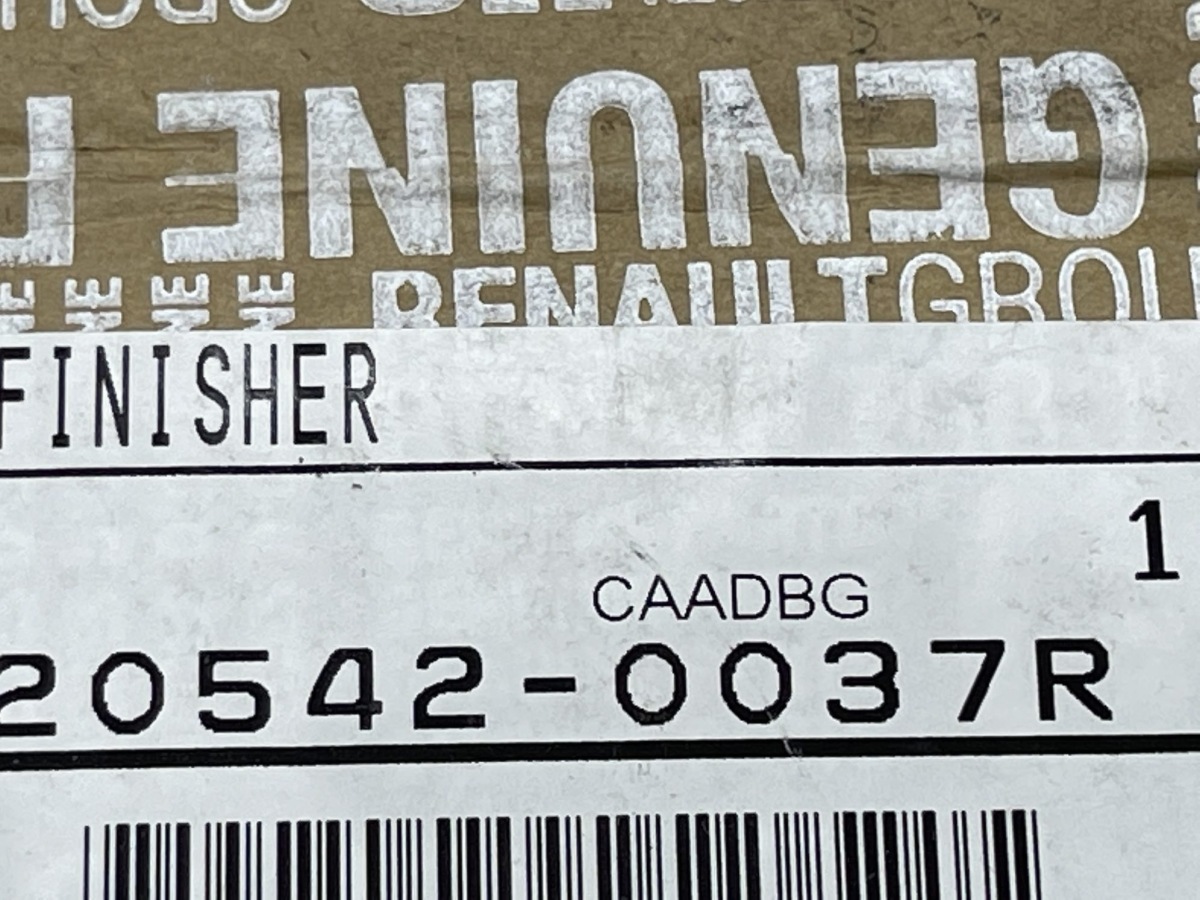 GENUINE P
RENAULTGROU
FINISHER
1
CAADBG
20542-0037R